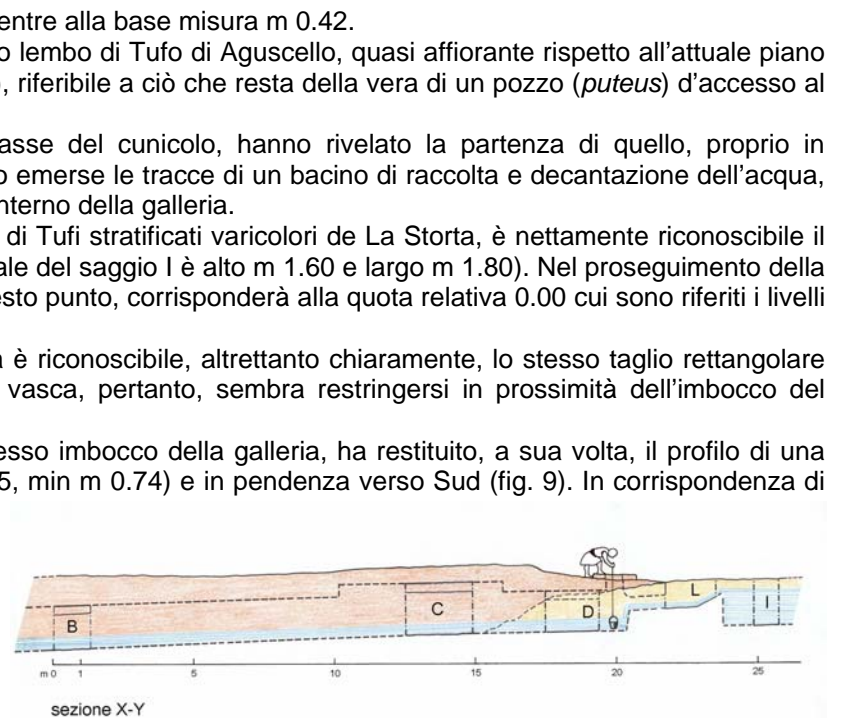 entre alla base misura m 0.42.
o lembo di Tufo di Aguscello, quasi affiorante rispetto all'attuale piano
, riferibile a ciò che resta della vera di un pozzo (puteus) d'accesso al
asse del cunicolo, hanno rivelato la partenza di quello, proprio in
o emerse le tracce di un bacino di raccolta e decantazione dell'acqua,
nterno della galleria.
di Tufi stratificati varicolori de La Storta, è nettamente riconoscibile il
ale del saggio I è alto m 1.60 e largo m 1.80). Nel proseguimento della
esto punto, corrisponderà alla quota relativa 0.00 cui sono riferiti i livelli
è riconoscibile, altrettanto chiaramente, lo stesso taglio rettangolare
vasca, pertanto, sembra restringersi in prossimità dell'imbocco del
esso imbocco della galleria, ha restituito, a sua volta, il profilo di una
5, min m 0.74) e in pendenza verso Sud (fig. 9). In corrispondenza di
B C D L I
m 0 1 5 10 15 20 25
sezione X-Y